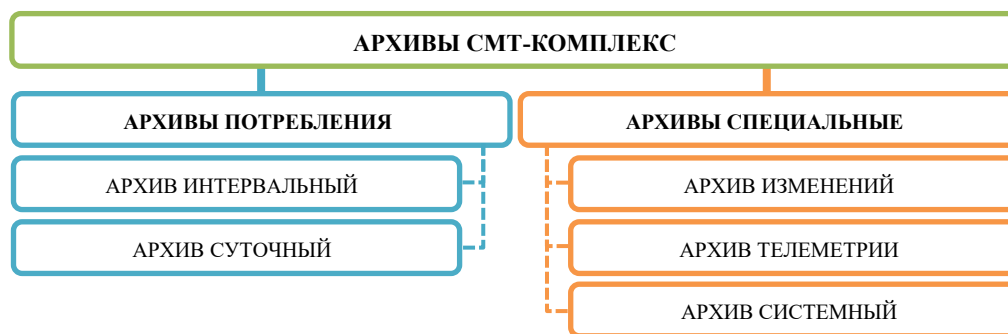 АРХИВЫ СМТ-КОМПЛЕКС
АРХИВЫ ПОТРЕБЛЕНИЯ
АРХИВ ИНТЕРВАЛЬНЫЙ
АРХИВ СУТОЧНЫЙ
АРХИВЫ СПЕЦИАЛЬНЫЕ
АРХИВ ИЗМЕНЕНИЙ
АРХИВ ТЕЛЕМЕТРИИ
АРХИВ СИСТЕМНЫЙ